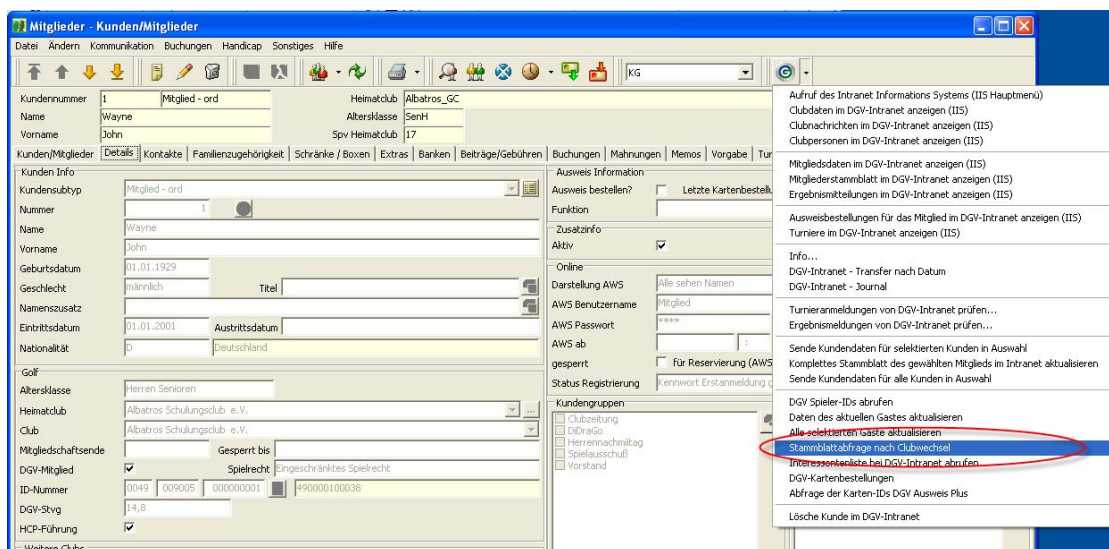 Mitglieder - Kunden/Mitglieder
Datei Ändern Kommunikation Buchungen Handicap Sonstiges Hilfe
KG
Kundennummer 1 Mitglied - ord Heimatclub Albatros_GC
Name Wayne Altersklasse SenH
Vorname John Spv Heimatclub 17
Kunden/Mitglieder Details Kontakte Familienzugehörigkeit Schränke / Boxen Extras Banken Beiträge/Gebühren Buchungen Mahnungen Memos Vorgabe Tur
Kunden Info
Kundensubtyp Mitglied - ord
Nummer 1
Name Wayne
Vorname John
Geburtsdatum 01.01.1929
Geschlecht männlich Titel
Namenszusatz
Eintrittsdatum 01.01.2001 Austrittsdatum
Nationalität D Deutschland
Golf
Altersklasse Herren Senioren
Heimatclub Albatros Schulungsclub e.V. ...
Club Albatros Schulungsclub e.V.
Mitgliedschaftsende Gesperrt bis
DGV-Mitglied Spielrecht Eingeschränktes Spielrecht
ID-Nummer 0049 009005 000000001 490000100038
DGV-Stvg 14,8
HCP-Führung
Weitere Clubs
Ausweis Information
Ausweis bestellen? Letzte Kartenbestellu
Funktion
Zusatzinfo
Aktiv
Online
Darstellung AWS Alle sehen Namen
AWS Benutzername Mitglied
AWS Passwort ****
AWS ab :
gesperrt für Reservierung (AWS
Status Registrierung Kennwort Erstanmeldung g
Kundengruppen
Clubzeitung
DiDraGo
Herrennachmiitag
Spielausschuß
Vorstand
Aufruf des Intranet Informations Systems (IIS Hauptmenü)
Clubdaten im DGV-Intranet anzeigen (IIS)
Clubnachrichten im DGV-Intranet anzeigen (IIS)
Clubpersonen im DGV-Intranet anzeigen (IIS)
Mitgliedsdaten im DGV-Intranet anzeigen (IIS)
Mitgliederstammblatt im DGV-Intranet anzeigen (IIS)
Ergebnismitteilungen im DGV-Intranet anzeigen (IIS)
Ausweisbestellungen für das Mitglied im DGV-Intranet anzeigen (IIS)
Turniere im DGV-Intranet anzeigen (IIS)
Info...
DGV-Intranet - Transfer nach Datum
DGV-Intranet - Journal
Turnieranmeldungen von DGV-Intranet prüfen...
Ergebnismeldungen von DGV-Intranet prüfen...
Sende Kundendaten für selektierten Kunden in Auswahl
Komplettes Stammblatt des gewählten Mitglieds im Intranet aktualisieren
Sende Kundendaten für alle Kunden in Auswahl
DGV Spieler-IDs abrufen
Daten des aktuellen Gastes aktualisieren
Alle selektierten Gäste aktualisieren
Stammblattabfrage nach Clubwechsel
Interessentenliste bei DGV-Intranet abrufen
DGV-Kartenbestellungen
Abfrage der Karten-IDs DGV Ausweis Plus
Lösche Kunde im DGV-Intranet